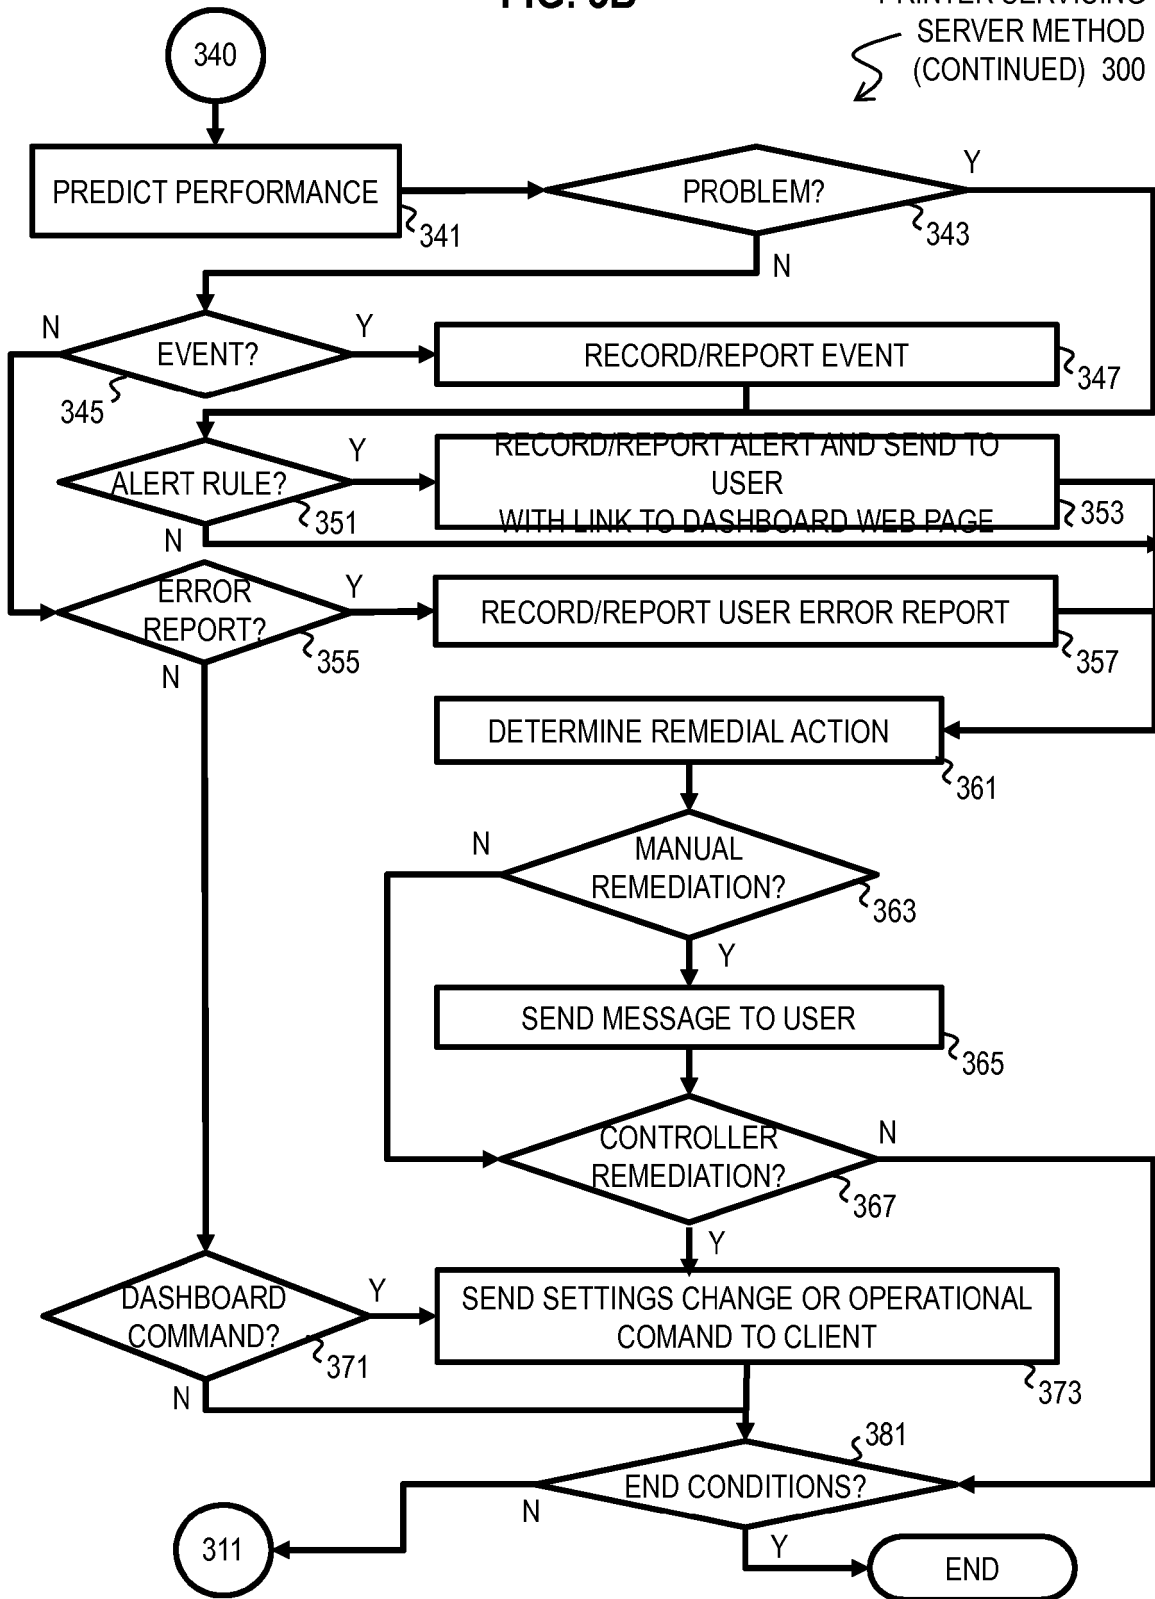 FIG. 3B
PRINTER SERVICING
SERVER METHOD
(CONTINUED) 300
340
PREDICT PERFORMANCE
341
PROBLEM?
Y
343
N
N
EVENT?
Y
345
RECORD/REPORT EVENT
347
ALERT RULE?
Y
351
N
RECORD/REPORT ALERT AND SEND TO
USER
WITH LINK TO DASHBOARD WEB PAGE
353
ERROR
REPORT?
Y
355
N
RECORD/REPORT USER ERROR REPORT
357
DETERMINE REMEDIAL ACTION
361
N
MANUAL
REMEDIATION?
363
Y
SEND MESSAGE TO USER
365
CONTROLLER
REMEDIATION?
N
367
Y
DASHBOARD
COMMAND?
Y
371
N
SEND SETTINGS CHANGE OR OPERATIONAL
COMAND TO CLIENT
373
381
END CONDITIONS?
N
Y
311
END